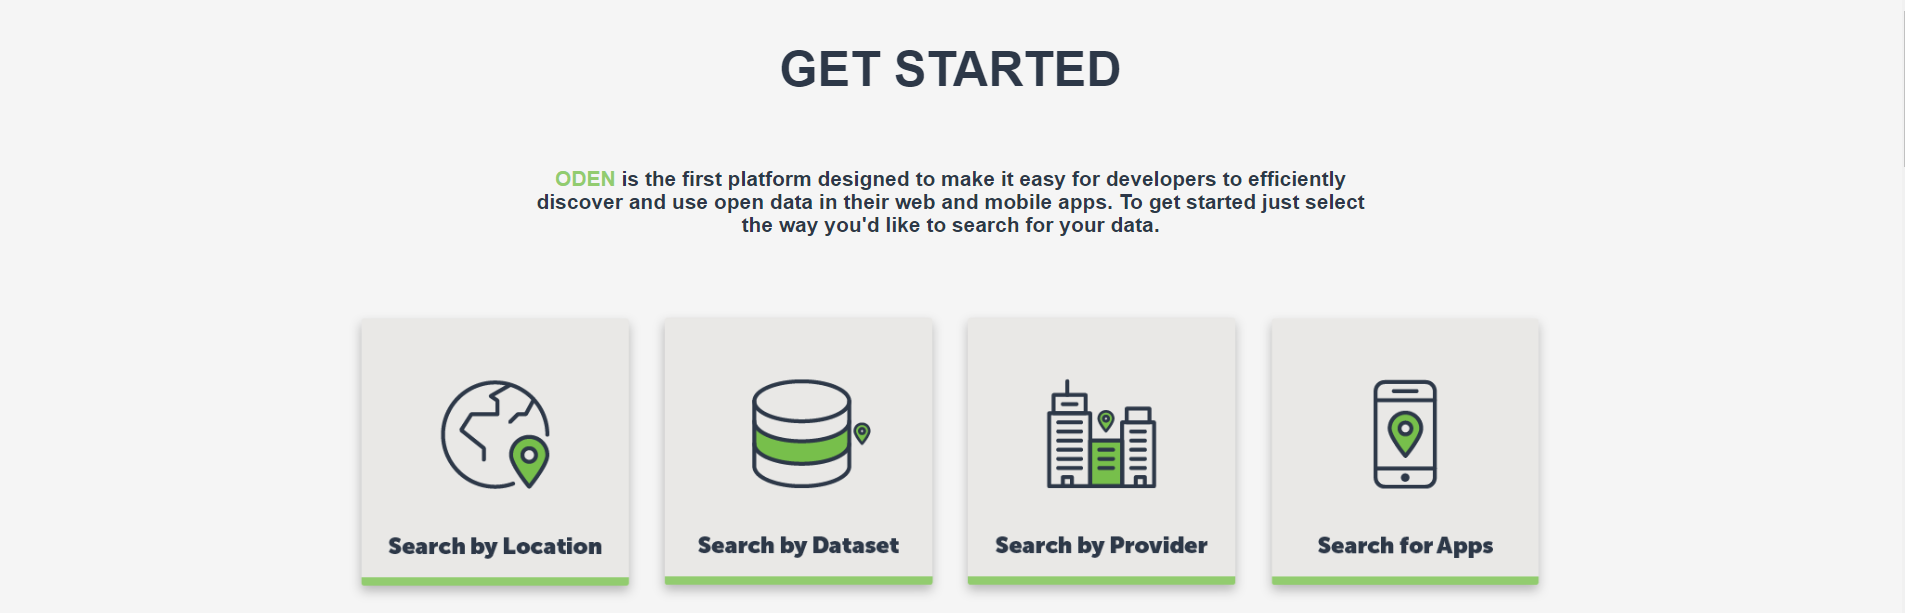 GET STARTED
ODEN is the first platform designed to make it easy for developers to efficiently
discover and use open data in their web and mobile apps. To get started just select
the way you'd like to search for your data.
Search by Location
Search by Dataset
Search by Provider
Search for Apps